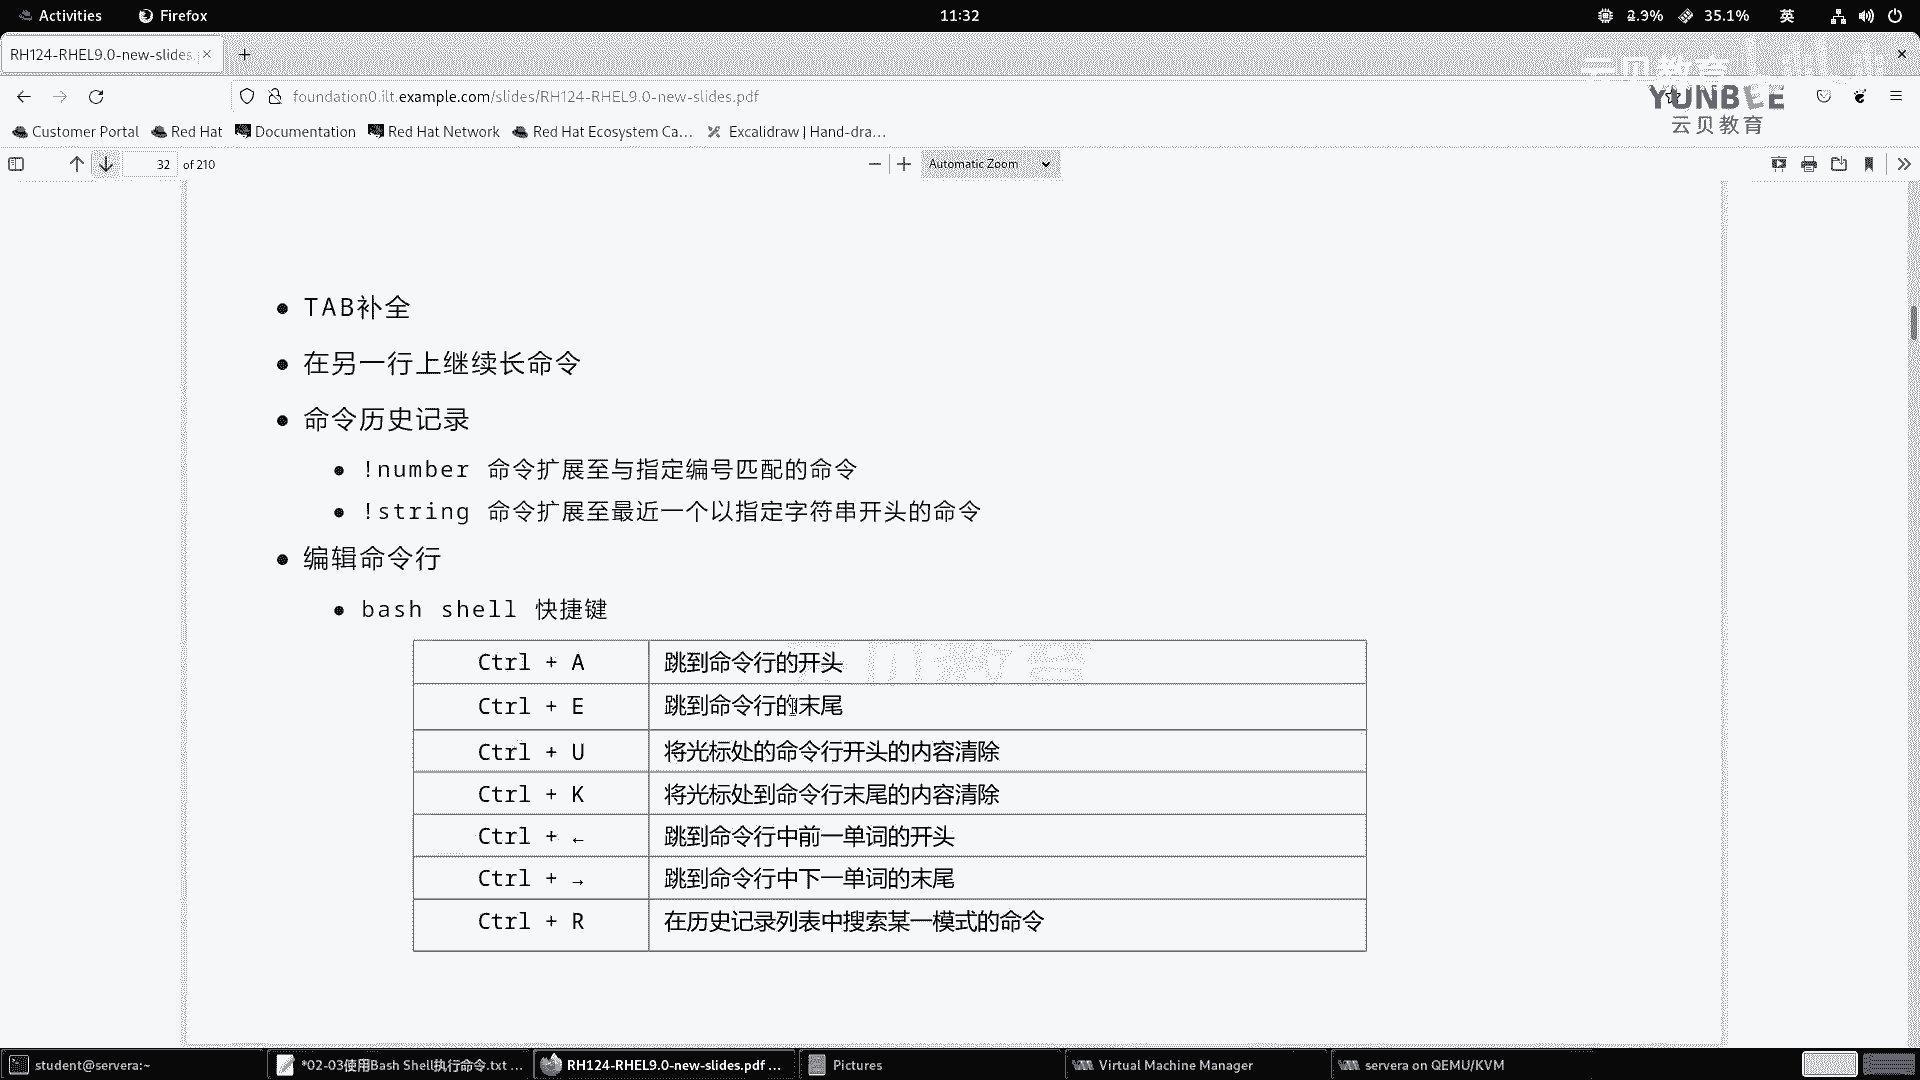 Activities Firefox 11:32 2.9% 35.1% 英
RH124-RHEL9.0-new-slides.
云贝教育
foundation0.ilt.example.com/slides/RH124-RHEL9.0-new-slides.pdf
YUNBEE
云贝教育
Customer Portal Red Hat Documentation Red Hat Network Red Hat Ecosystem Ca… Excalidraw | Hand-dra…
32 of 210 Automatic Zoom
TAB补全
在另一行上继续长命令
命令历史记录
!number 命令扩展至与指定编号匹配的命令
!string 命令扩展至最近一个以指定字符串开头的命令
编辑命令行
bash shell 快捷键
Ctrl + A 跳到命令行的开头
Ctrl + E 跳到命令行的末尾
Ctrl + U 将光标处的命令行开头的内容清除
Ctrl + K 将光标处到命令行末尾的内容清除
Ctrl + ← 跳到命令行中前一单词的开头
Ctrl + → 跳到命令行中下一单词的末尾
Ctrl + R 在历史记录列表中搜索某一模式的命令
student@servera:~ *02-03使用Bash Shell执行命令.txt … RH124-RHEL9.0-new-slides.pdf … Pictures Virtual Machine Manager servera on QEMU/KVM